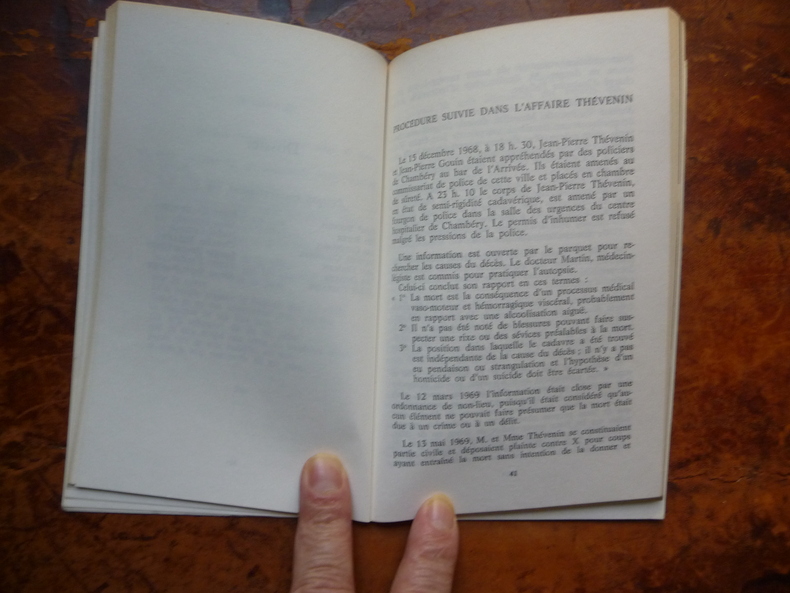 PROCÉDURE SUIVIE DANS L'AFFAIRE THÉVENIN
Le 15 décembre 1968, à 18 h. 30, Jean-Pierre Thévenin
et Jean-Pierre Gouin étaient appréhendés par des policiers
de Chambéry au bar de l'Arrivée. Ils étaient amenés au
commissariat de police de cette ville et placés en chambre
de sûreté. A 23 h. 10 le corps de Jean-Pierre Thévenin,
en état de semi-rigidité cadavérique, est amené par un
fourgon de police dans la salle des urgences du centre
hospitalier de Chambéry. Le permis d'inhumer est refusé
malgré les pressions de la police.
Une information est ouverte par le parquet pour re-
chercher les causes du décès. Le docteur Martin, médecin-
légiste est commis pour pratiquer l'autopsie.
Celui-ci conclut son rapport en ces termes :
« 1° La mort est la conséquence d'un processus médical
vaso-moteur et hémorragique viscéral, probablement
en rapport avec une alcoolisation aiguë.
2° Il n'a pas été noté de blessures pouvant faire sus-
pecter une rixe ou des sévices préalables à la mort.
3° La position dans laquelle le cadavre a été trouvé
est indépendante de la cause du décès ; il n'y a pas
eu pendaison ou strangulation et l'hypothèse d'un
homicide ou d'un suicide doit être écartée. »
Le 12 mars 1969 l'information était close par une
ordonnance de non-lieu, puisqu'il était considéré qu'au-
cun élément ne pouvait faire présumer que la mort était
due à un crime ou à un délit.
Le 13 mai 1969, M. et Mme Thévenin se constituaient
partie civile et déposaient plainte contre X pour coups
ayant entraîné la mort sans intention de la donner et